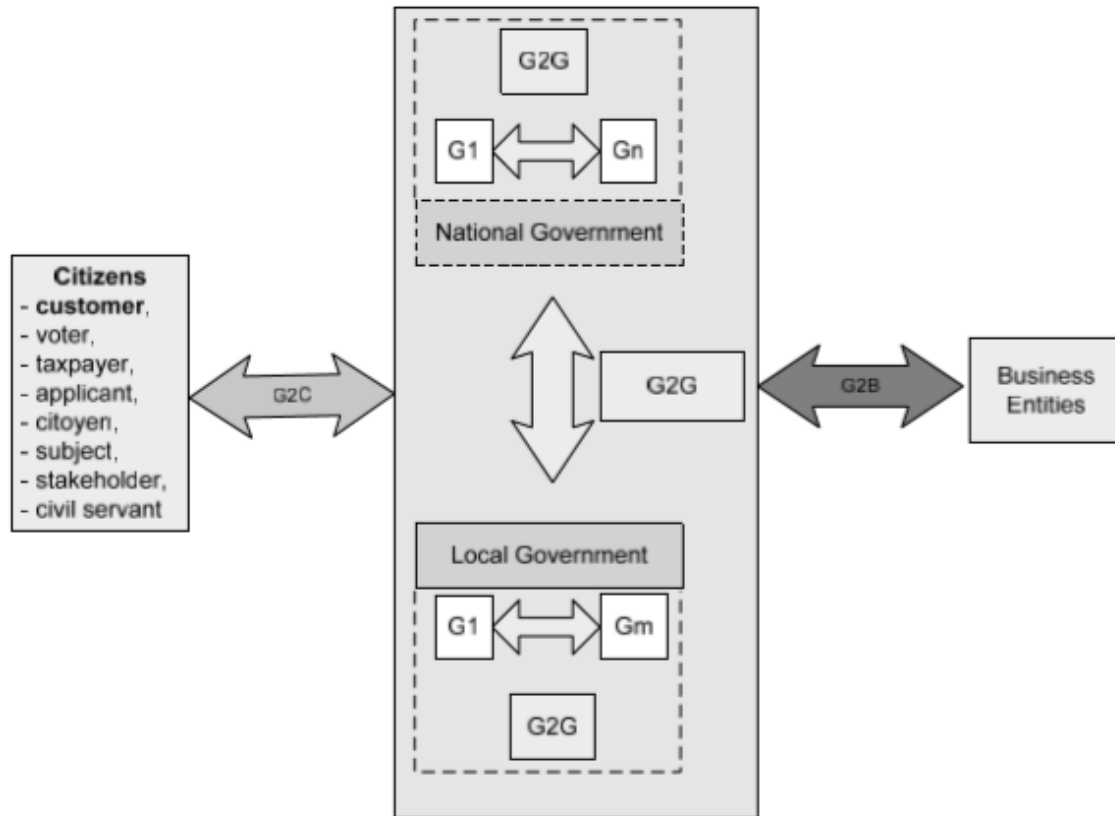 G2G
G1
Gn
National Government
Citizens
- customer,
- voter,
- taxpayer,
- applicant,
- citoyen,
- subject,
- stakeholder,
- civil servant
G2C
G2G
G2B
Business
Entities
Local Government
G1
Gm
G2G